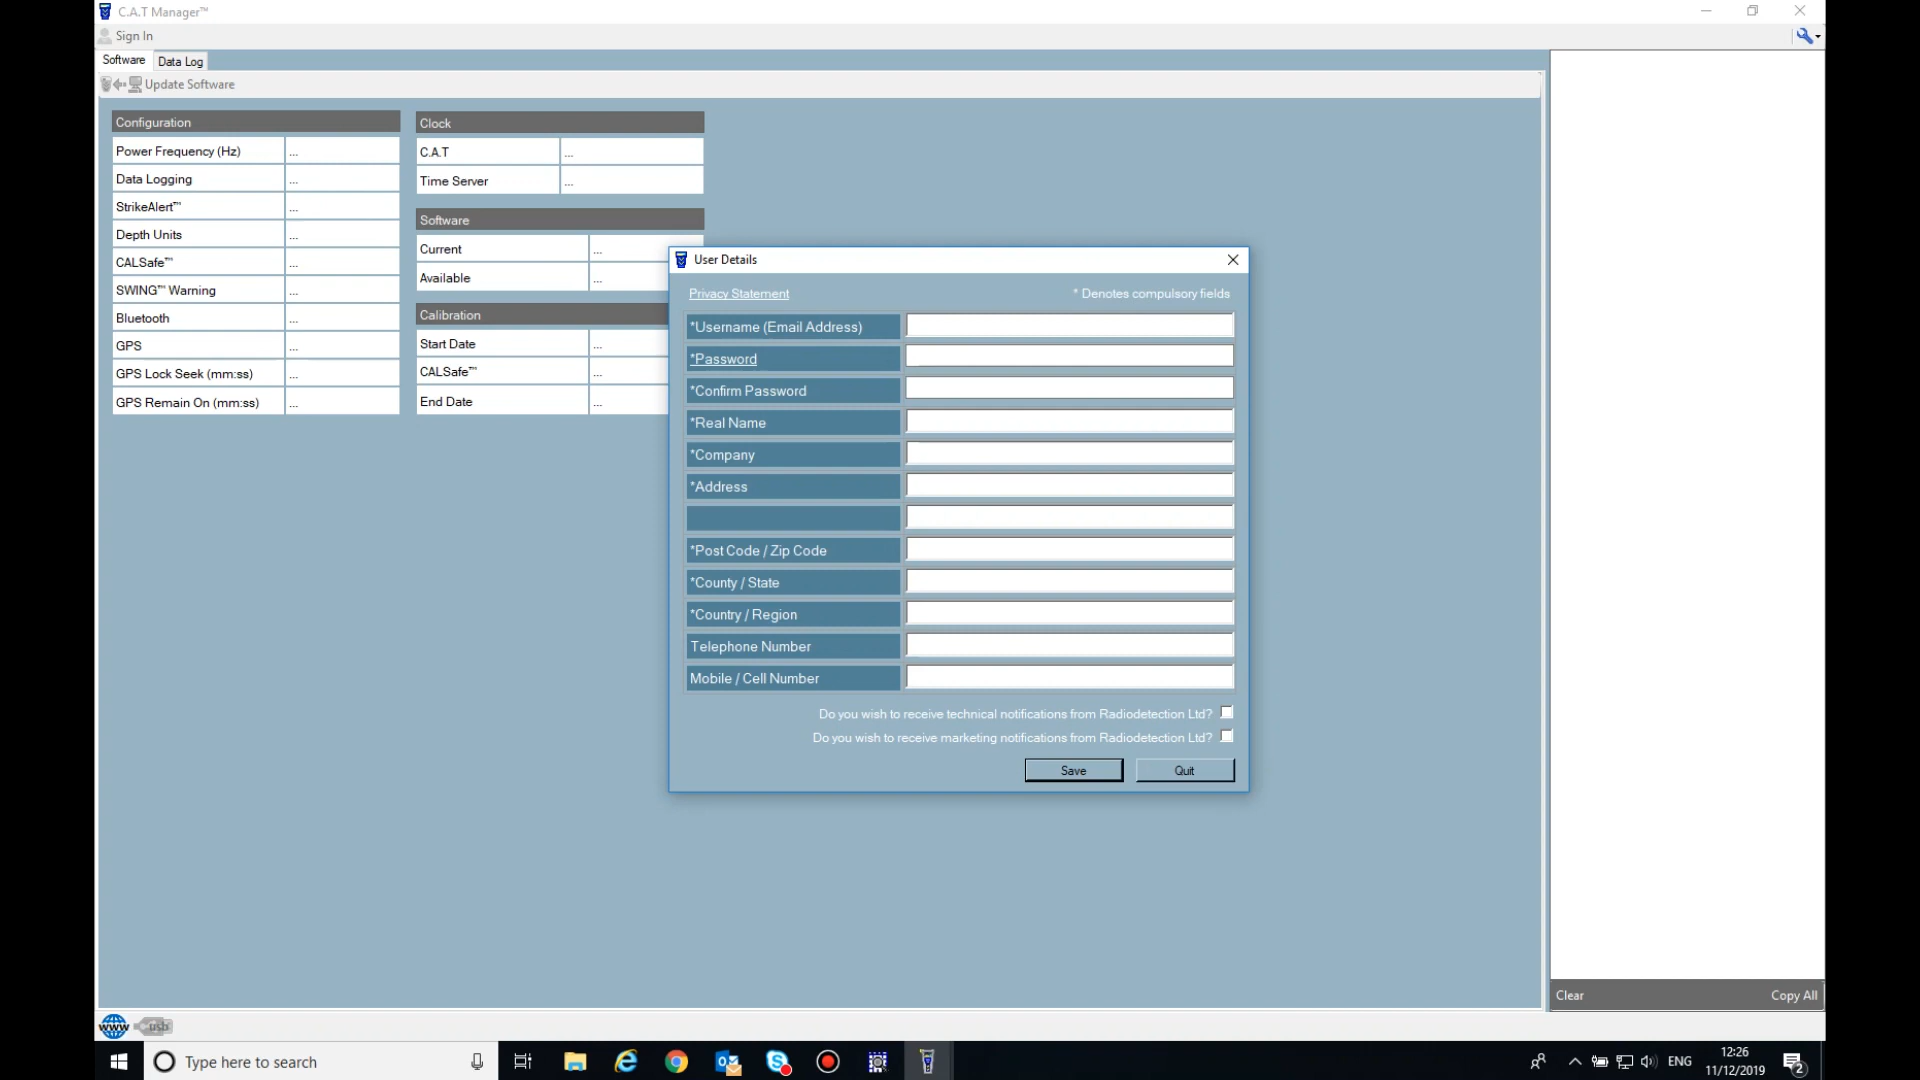 C.A.T Manager™
Sign In
Software Data Log
Update Software
Configuration
Power Frequency (Hz) ...
Data Logging ...
StrikeAlert™ ...
Depth Units ...
CALSafe™ ...
SWING™ Warning ...
Bluetooth ...
GPS ...
GPS Lock Seek (mm:ss) ...
GPS Remain On (mm:ss) ...
Clock
C.A.T ...
Time Server ...
Software
Current ...
Available ...
Calibration
Start Date ...
CALSafe™ ...
End Date ...
User Details
Privacy Statement * Denotes compulsory fields
*Username (Email Address)
*Password
*Confirm Password
*Real Name
*Company
*Address
*Post Code / Zip Code
*County / State
*Country / Region
Telephone Number
Mobile / Cell Number
Do you wish to receive technical notifications from Radiodetection Ltd?
Do you wish to receive marketing notifications from Radiodetection Ltd?
Save Quit
Clear Copy All
www usb
Type here to search
ENG
12:26
11/12/2019
2